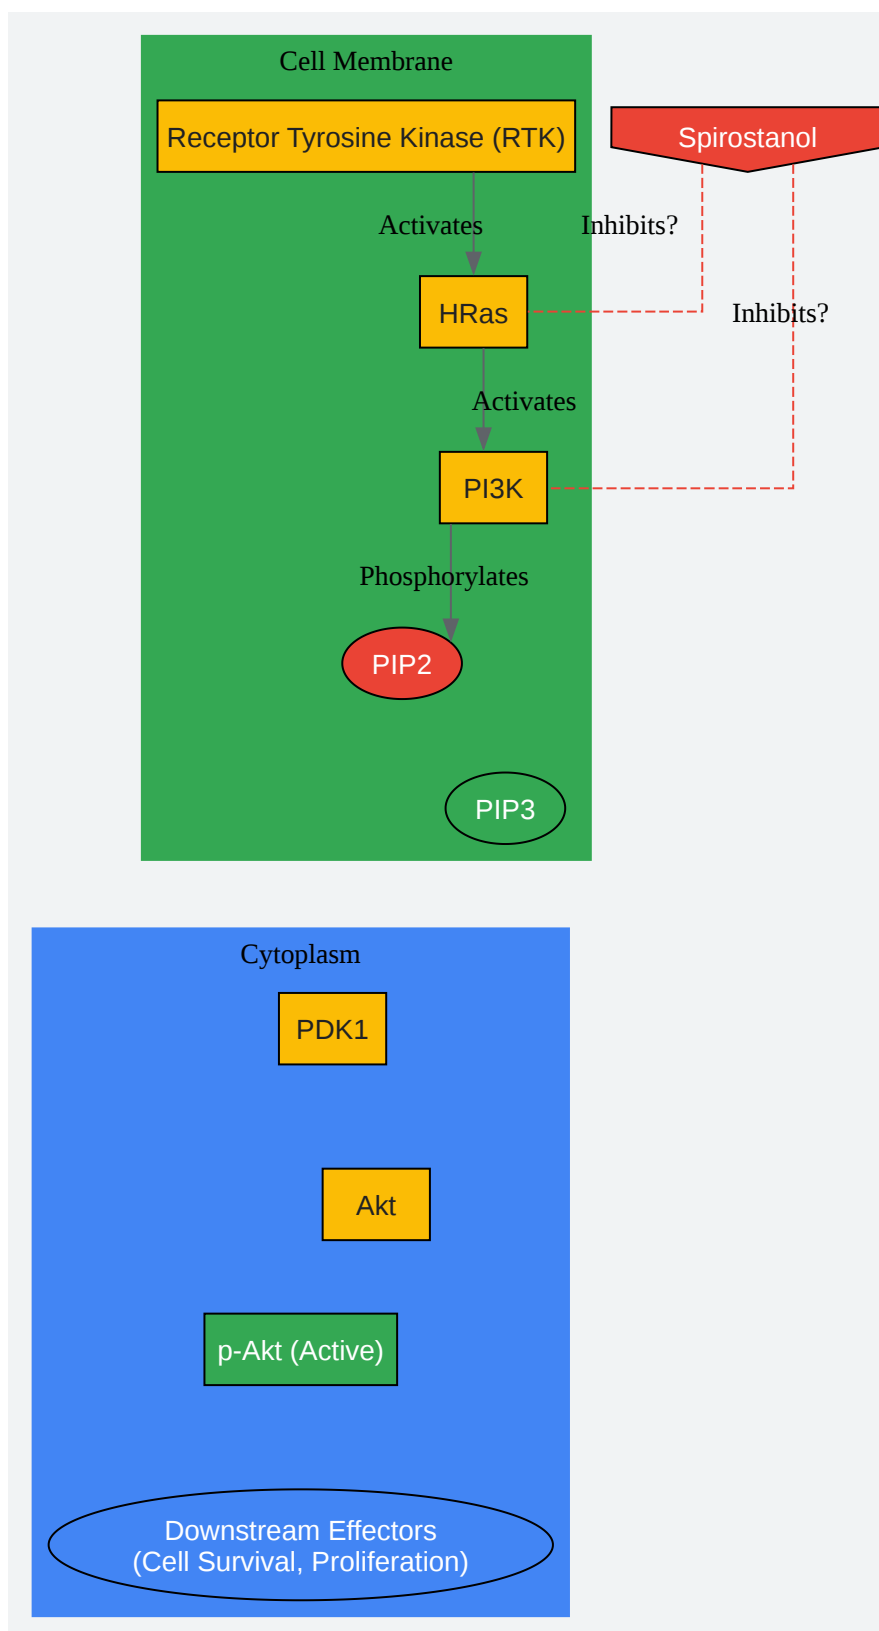 Cell Membrane
Receptor Tyrosine Kinase (RTK)
Spirostanol
Activates
Inhibits?
HRas
Inhibits?
Activates
PI3K
Phosphorylates
PIP2
PIP3
Cytoplasm
PDK1
Akt
p-Akt (Active)
Downstream Effectors
(Cell Survival, Proliferation)